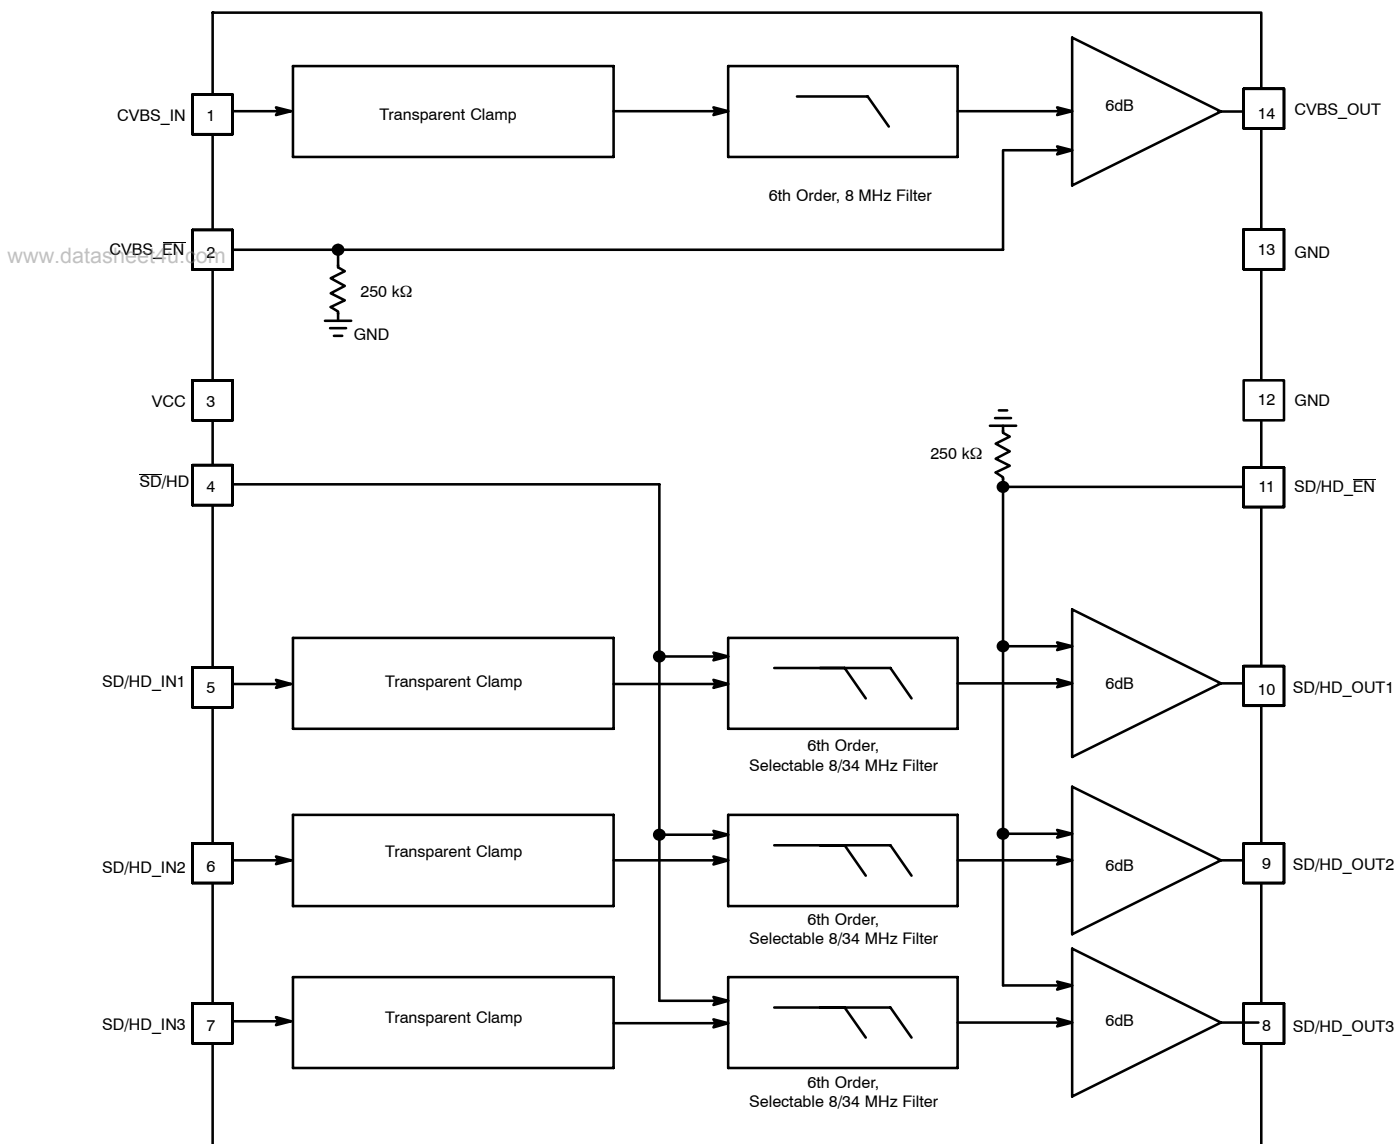 CVBS_IN 1 Transparent Clamp 6dB 14 CVBS_OUT
6th Order, 8 MHz Filter
CVBS_EN 2 13 GND
www.datasheet4u.com
250 kΩ
GND
VCC 3 12 GND
250 kΩ
SD/HD 4 11 SD/HD_EN
SD/HD_IN1 5 Transparent Clamp 6dB 10 SD/HD_OUT1
6th Order,
Selectable 8/34 MHz Filter
SD/HD_IN2 6 Transparent Clamp 6dB 9 SD/HD_OUT2
6th Order,
Selectable 8/34 MHz Filter
SD/HD_IN3 7 Transparent Clamp 6dB 8 SD/HD_OUT3
6th Order,
Selectable 8/34 MHz Filter